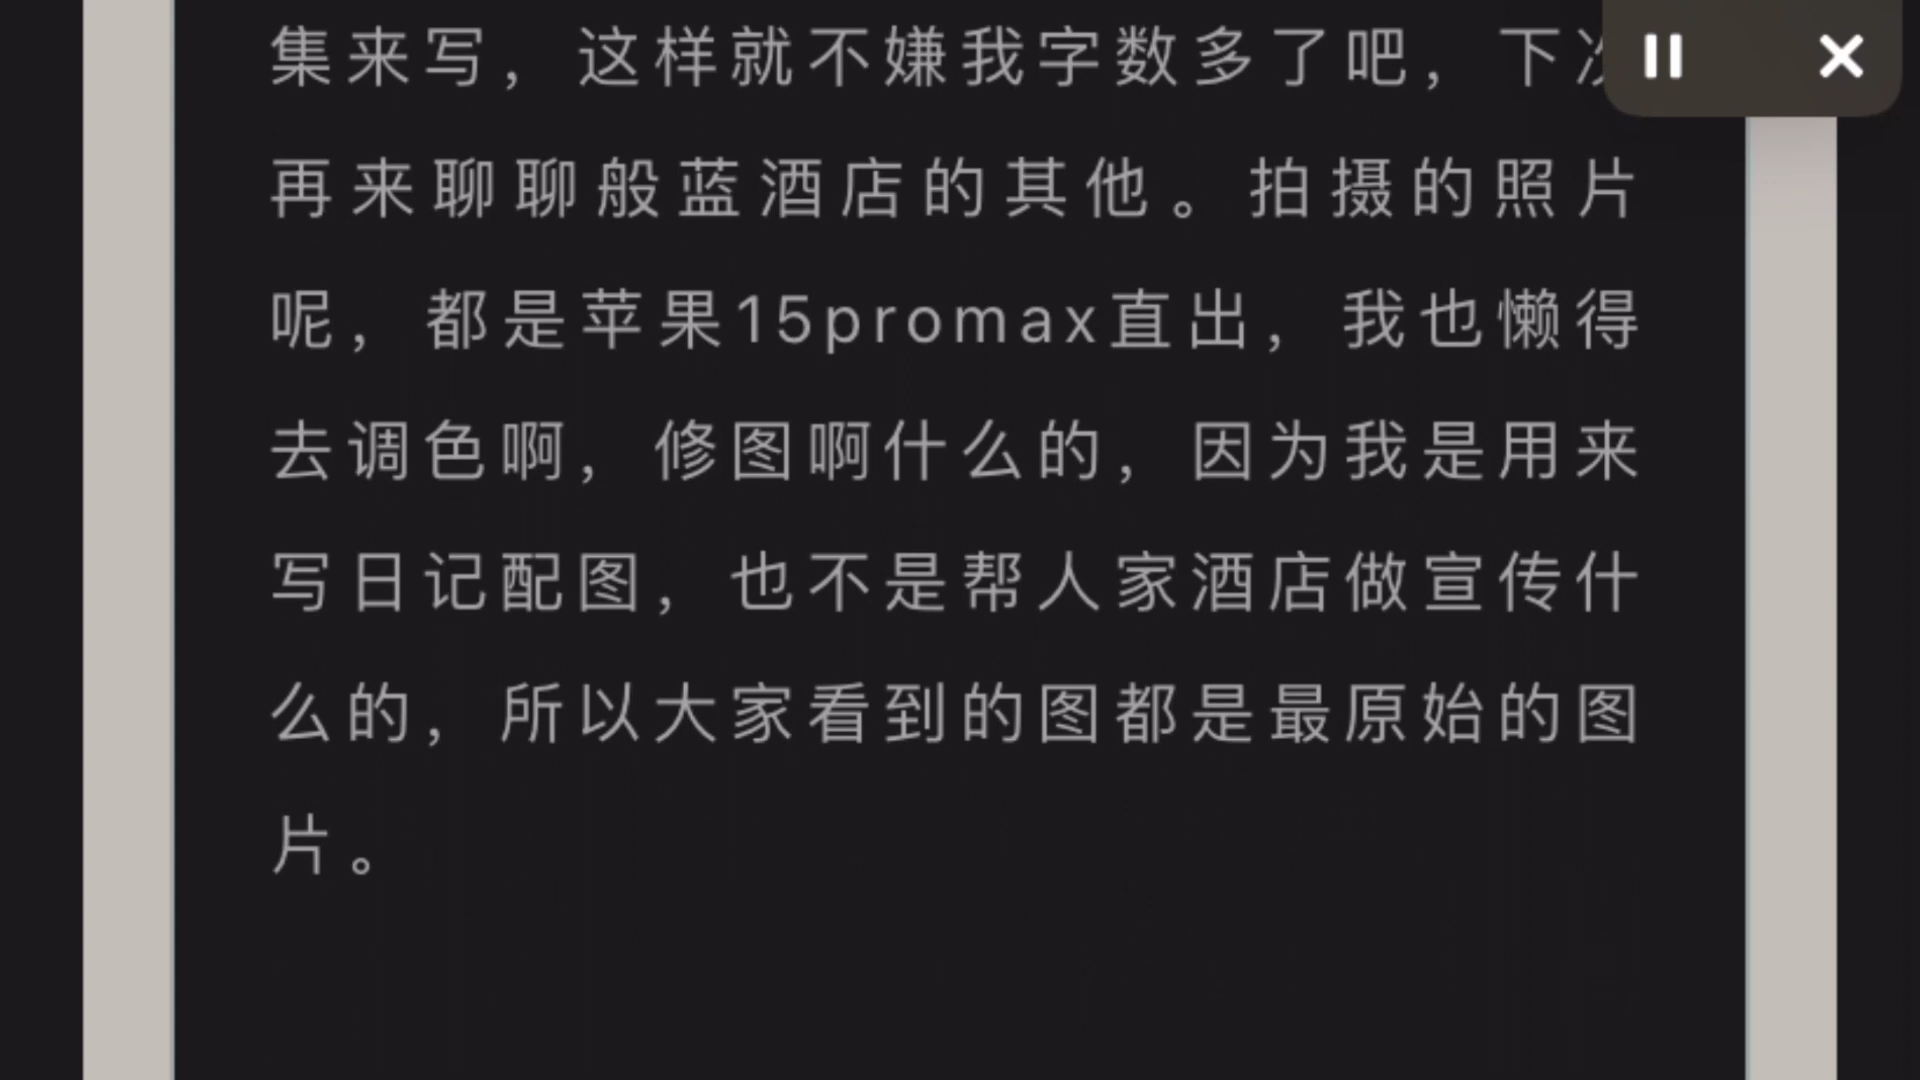 集来写，这样就不嫌我字数多了吧，下
再来聊聊般蓝酒店的其他。拍摄的照片
呢，都是苹果15promax直出，我也懒得
去调色啊，修图啊什么的，因为我是用来
写日记配图，也不是帮人家酒店做宣传什
么的，所以大家看到的图都是最原始的图
片。